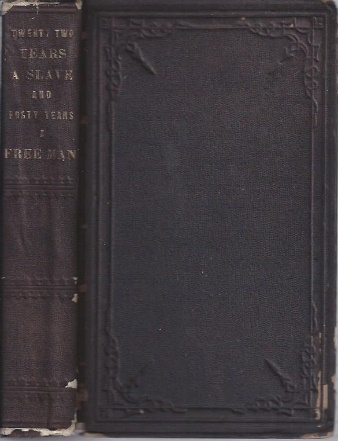 TWENTY TWO
YEARS
A SLAVE
AND
FORTY YEARS
A
FREE MAN